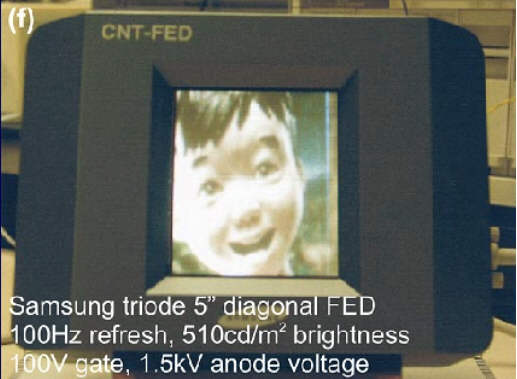 (f)
CNT-FED
Samsung triode 5” diagonal FED
100Hz refresh, 510cd/m² brightness
100V gate, 1.5kV anode voltage